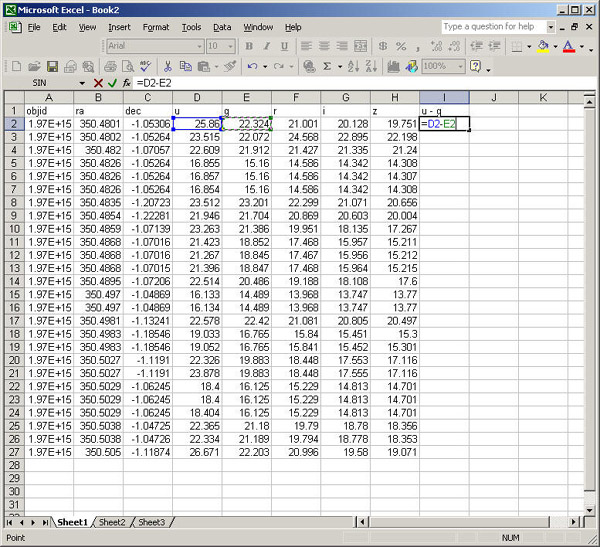 Microsoft Excel - Book2
File Edit View Insert Format Tools Data Window Help Type a question for help
Arial 10 B I U $ % ,
Σ 100%
SIN =D2-E2
A B C D E F G H I J K
1 objid ra dec u g r i z u - g
2 1.97E+15 350.4801 -1.05306 25.86 22.324 21.001 20.128 19.751 =D2-E2
3 1.97E+15 350.4802 -1.05264 23.515 22.072 24.568 22.895 22.198
4 1.97E+15 350.482 -1.07057 22.609 21.912 21.427 21.335 21.24
5 1.97E+15 350.4826 -1.05264 16.855 15.16 14.586 14.342 14.308
6 1.97E+15 350.4826 -1.05264 16.857 15.16 14.586 14.342 14.308
7 1.97E+15 350.4826 -1.05264 16.854 15.16 14.586 14.342 14.307
8 1.97E+15 350.4835 -1.20723 23.512 23.201 22.299 21.071 20.656
9 1.97E+15 350.4854 -1.22281 21.946 21.704 20.869 20.603 20.004
10 1.97E+15 350.4859 -1.07139 23.263 21.386 19.951 18.135 17.267
11 1.97E+15 350.4868 -1.07016 21.423 18.852 17.468 15.957 15.211
12 1.97E+15 350.4868 -1.07016 21.267 18.845 17.467 15.956 15.212
13 1.97E+15 350.4868 -1.07015 21.396 18.847 17.468 15.964 15.215
14 1.97E+15 350.4895 -1.07206 22.514 20.486 19.188 18.108 17.6
15 1.97E+15 350.497 -1.04869 16.133 14.489 13.968 13.747 13.77
16 1.97E+15 350.497 -1.04869 16.134 14.489 13.968 13.747 13.77
17 1.97E+15 350.4981 -1.13241 22.578 22.42 21.081 20.805 20.497
18 1.97E+15 350.4983 -1.18546 19.033 16.765 15.84 15.451 15.3
19 1.97E+15 350.4983 -1.18546 19.052 16.765 15.841 15.452 15.301
20 1.97E+15 350.5027 -1.1191 22.326 19.883 18.448 17.553 17.116
21 1.97E+15 350.5027 -1.1191 23.878 19.883 18.448 17.555 17.116
22 1.97E+15 350.5029 -1.06245 18.4 16.125 15.229 14.813 14.701
23 1.97E+15 350.5029 -1.06245 18.4 16.125 15.229 14.813 14.701
24 1.97E+15 350.5029 -1.06245 18.404 16.125 15.229 14.813 14.701
25 1.97E+15 350.5038 -1.04725 22.365 21.18 19.79 18.78 18.356
26 1.97E+15 350.5038 -1.04726 22.334 21.189 19.794 18.778 18.353
27 1.97E+15 350.505 -1.11874 26.671 22.203 20.996 19.58 19.071
28
29
30
31
32
Sheet1 Sheet2 Sheet3
Point NUM